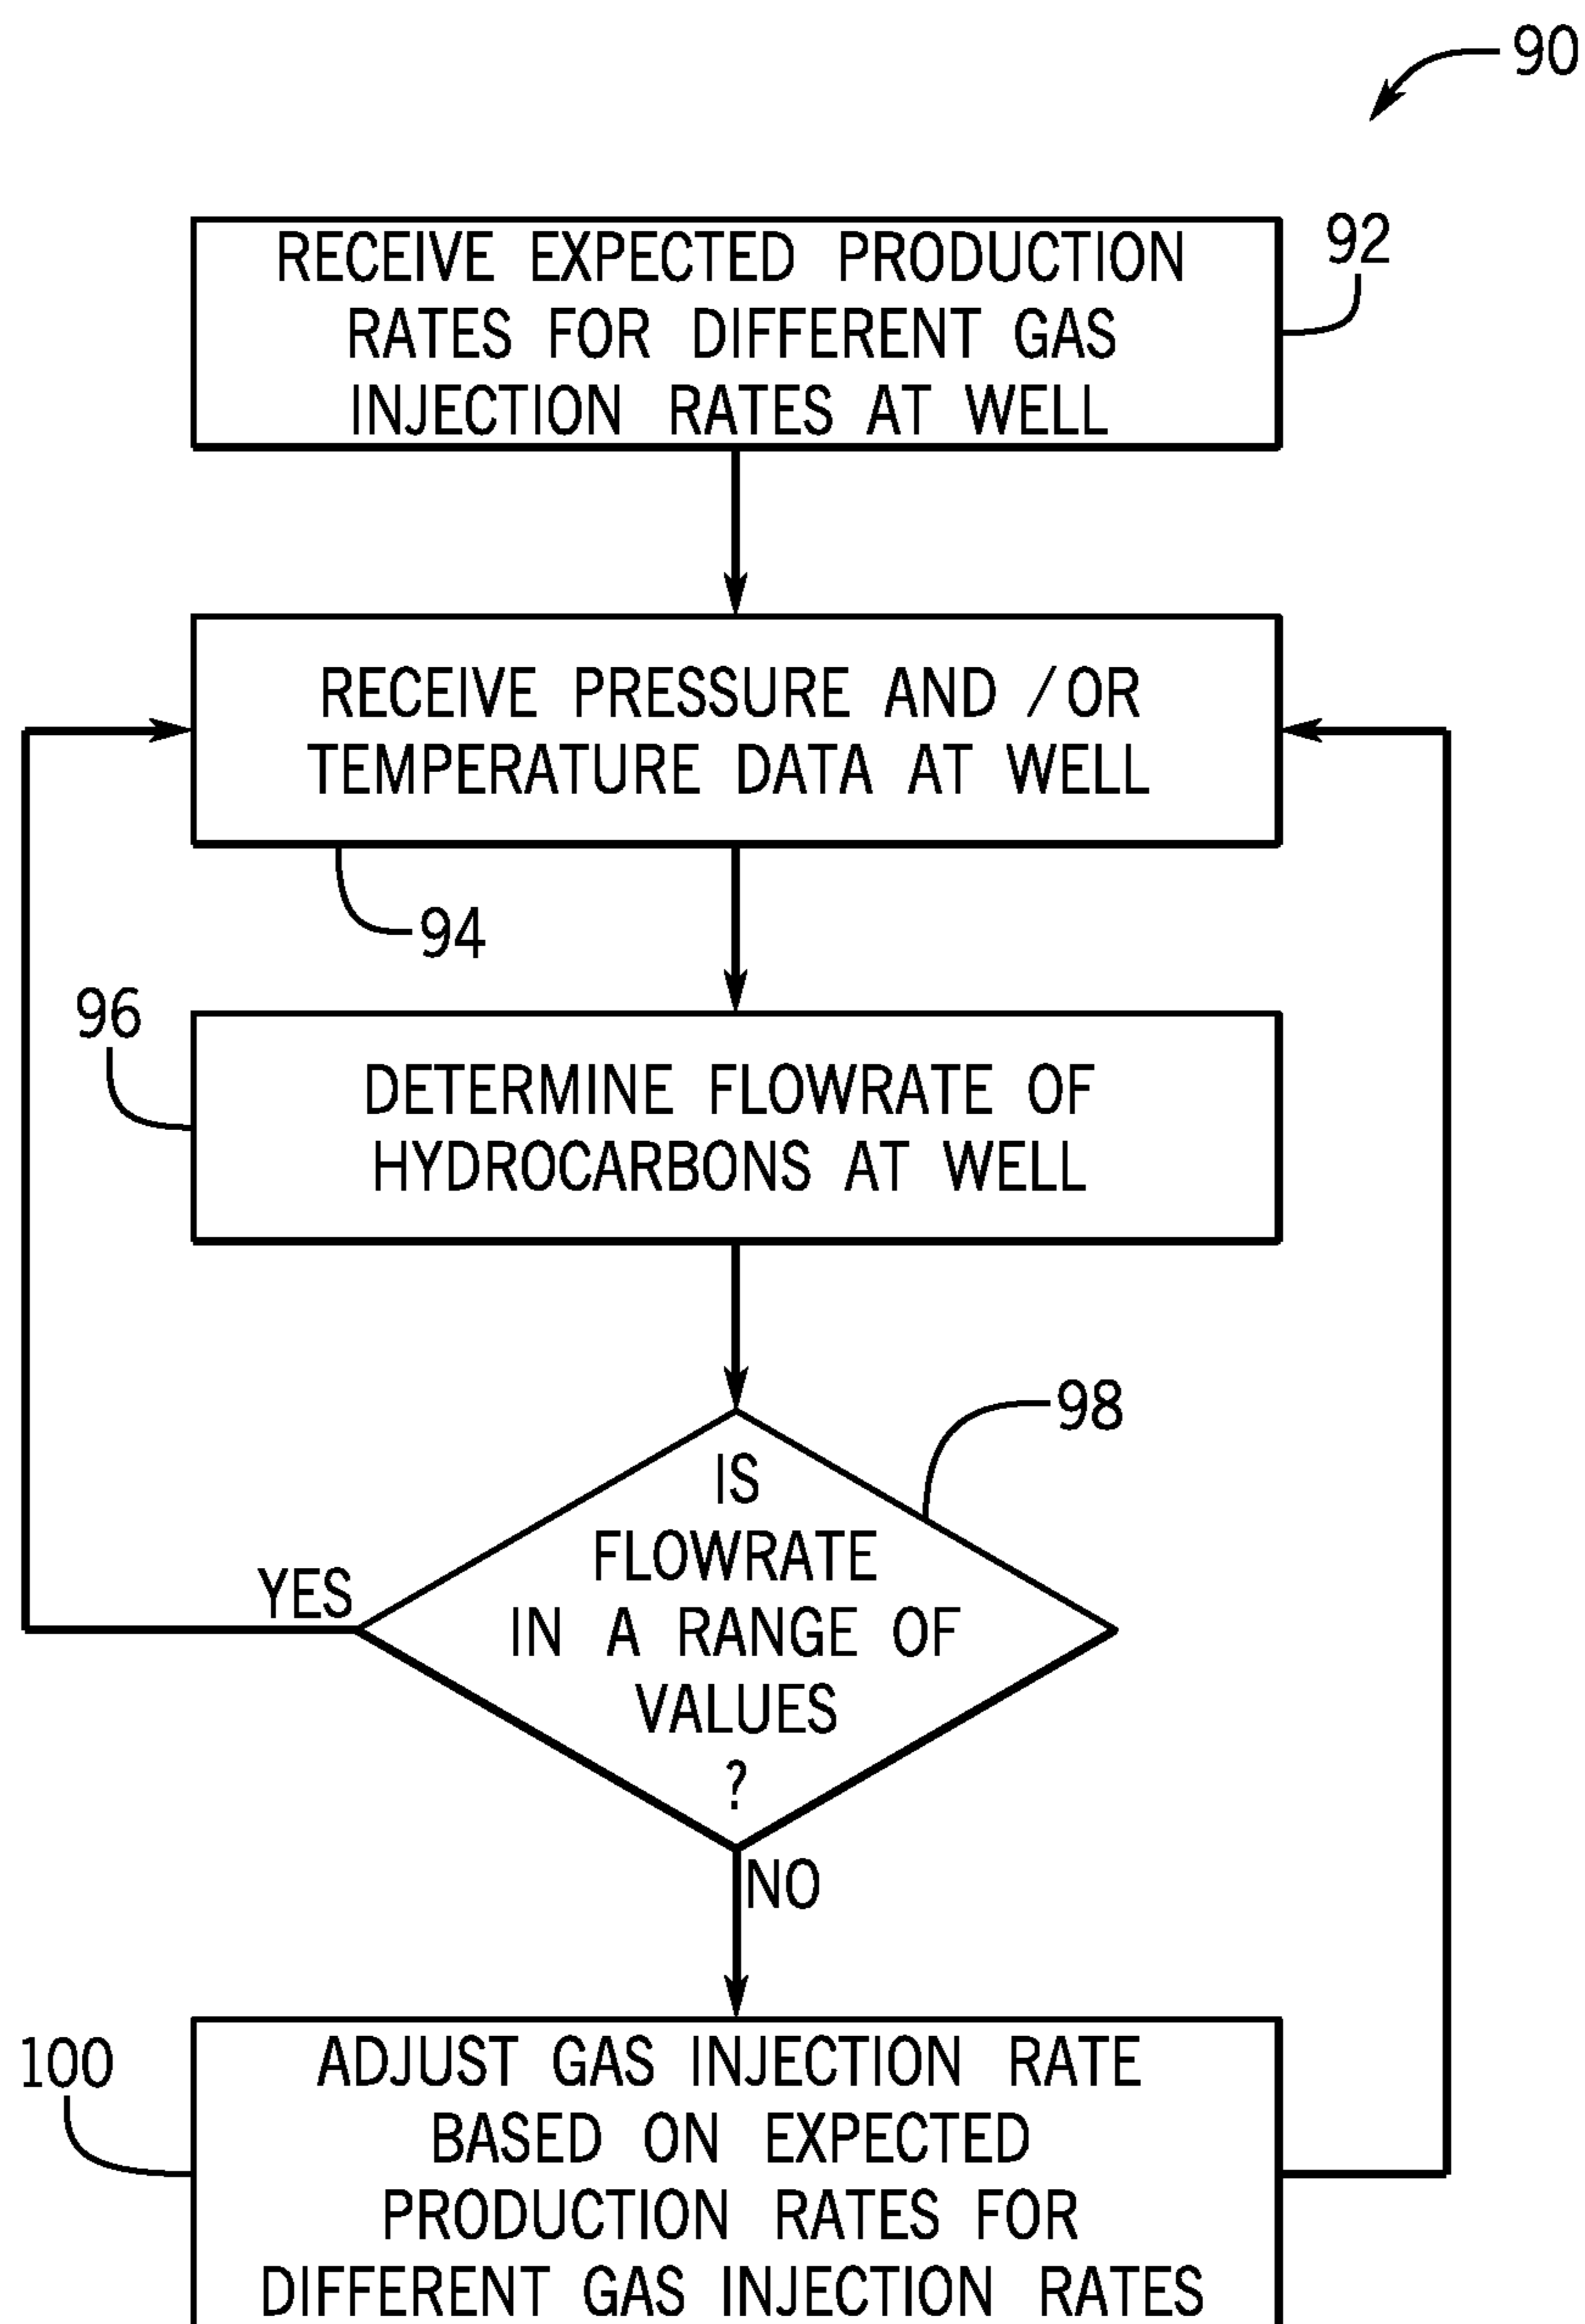 90
RECEIVE EXPECTED PRODUCTION
RATES FOR DIFFERENT GAS
INJECTION RATES AT WELL
92
RECEIVE PRESSURE AND /OR
TEMPERATURE DATA AT WELL
94
96
DETERMINE FLOWRATE OF
HYDROCARBONS AT WELL
98
IS
FLOWRATE
IN A RANGE OF
VALUES
?
YES
NO
100
ADJUST GAS INJECTION RATE
BASED ON EXPECTED
PRODUCTION RATES FOR
DIFFERENT GAS INJECTION RATES